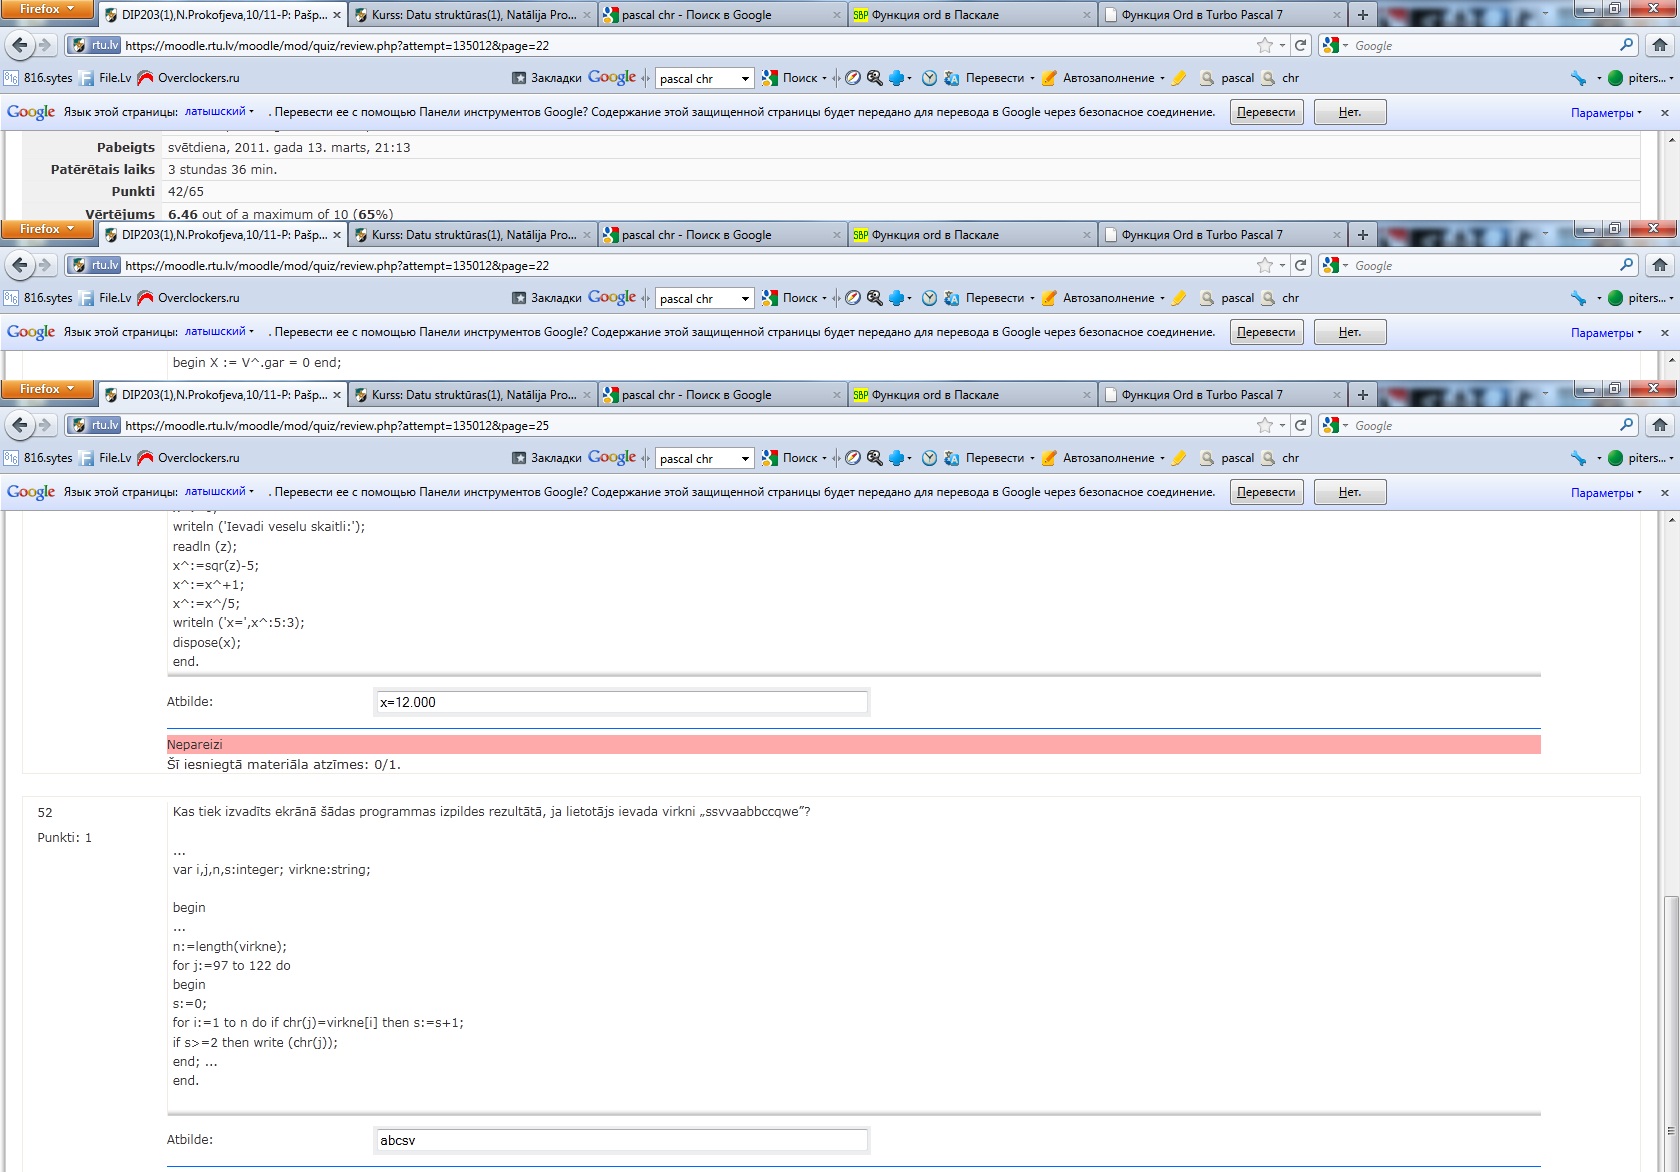 Firefox
DIP203(1),N.Prokofjeva,10/11-P: Pašp...
Kurss: Datu struktūras(1), Natālija Pro...
pascal chr - Поиск в Google
SBP Функция ord в Паскале
Функция Ord в Turbo Pascal 7
rtu.lv https://moodle.rtu.lv/moodle/mod/quiz/review.php?attempt=135012&page=22
Google
816 816.sytes File.Lv Overclockers.ru
Закладки Google pascal chr Поиск Перевести Автозаполнение pascal chr piters...
Google Язык этой страницы: латышский . Перевести ее с помощью Панели инструментов Google? Содержание этой защищенной страницы будет передано для перевода в Google через безопасное соединение. Перевести Нет. Параметры
Pabeigts svētdiena, 2011. gada 13. marts, 21:13
Patērētais laiks 3 stundas 36 min.
Punkti 42/65
Vērtējums 6.46 out of a maximum of 10 (65%)
Firefox
DIP203(1),N.Prokofjeva,10/11-P: Pašp...
Kurss: Datu struktūras(1), Natālija Pro...
pascal chr - Поиск в Google
SBP Функция ord в Паскале
Функция Ord в Turbo Pascal 7
rtu.lv https://moodle.rtu.lv/moodle/mod/quiz/review.php?attempt=135012&page=22
Google
816 816.sytes File.Lv Overclockers.ru
Закладки Google pascal chr Поиск Перевести Автозаполнение pascal chr piters...
Google Язык этой страницы: латышский . Перевести ее с помощью Панели инструментов Google? Содержание этой защищенной страницы будет передано для перевода в Google через безопасное соединение. Перевести Нет. Параметры
begin X := V^.gar = 0 end;
Firefox
DIP203(1),N.Prokofjeva,10/11-P: Pašp...
Kurss: Datu struktūras(1), Natālija Pro...
pascal chr - Поиск в Google
SBP Функция ord в Паскале
Функция Ord в Turbo Pascal 7
rtu.lv https://moodle.rtu.lv/moodle/mod/quiz/review.php?attempt=135012&page=25
Google
816 816.sytes File.Lv Overclockers.ru
Закладки Google pascal chr Поиск Перевести Автозаполнение pascal chr piters...
Google Язык этой страницы: латышский . Перевести ее с помощью Панели инструментов Google? Содержание этой защищенной страницы будет передано для перевода в Google через безопасное соединение. Перевести Нет. Параметры
writeln ('Ievadi veselu skaitli:');
readln (z);
x^:=sqr(z)-5;
x^:=x^+1;
x^:=x^/5;
writeln ('x=',x^:5:3);
dispose(x);
end.
Atbilde: x=12.000
Nepareizi
Šī iesniegtā materiāla atzīmes: 0/1.
52
Punkti: 1
Kas tiek izvadīts ekrānā šādas programmas izpildes rezultātā, ja lietotājs ievada virkni „ssvvaabbccqwe”?
...
var i,j,n,s:integer; virkne:string;
begin
...
n:=length(virkne);
for j:=97 to 122 do
begin
s:=0;
for i:=1 to n do if chr(j)=virkne[i] then s:=s+1;
if s>=2 then write (chr(j));
end; ...
end.
Atbilde: abcsv